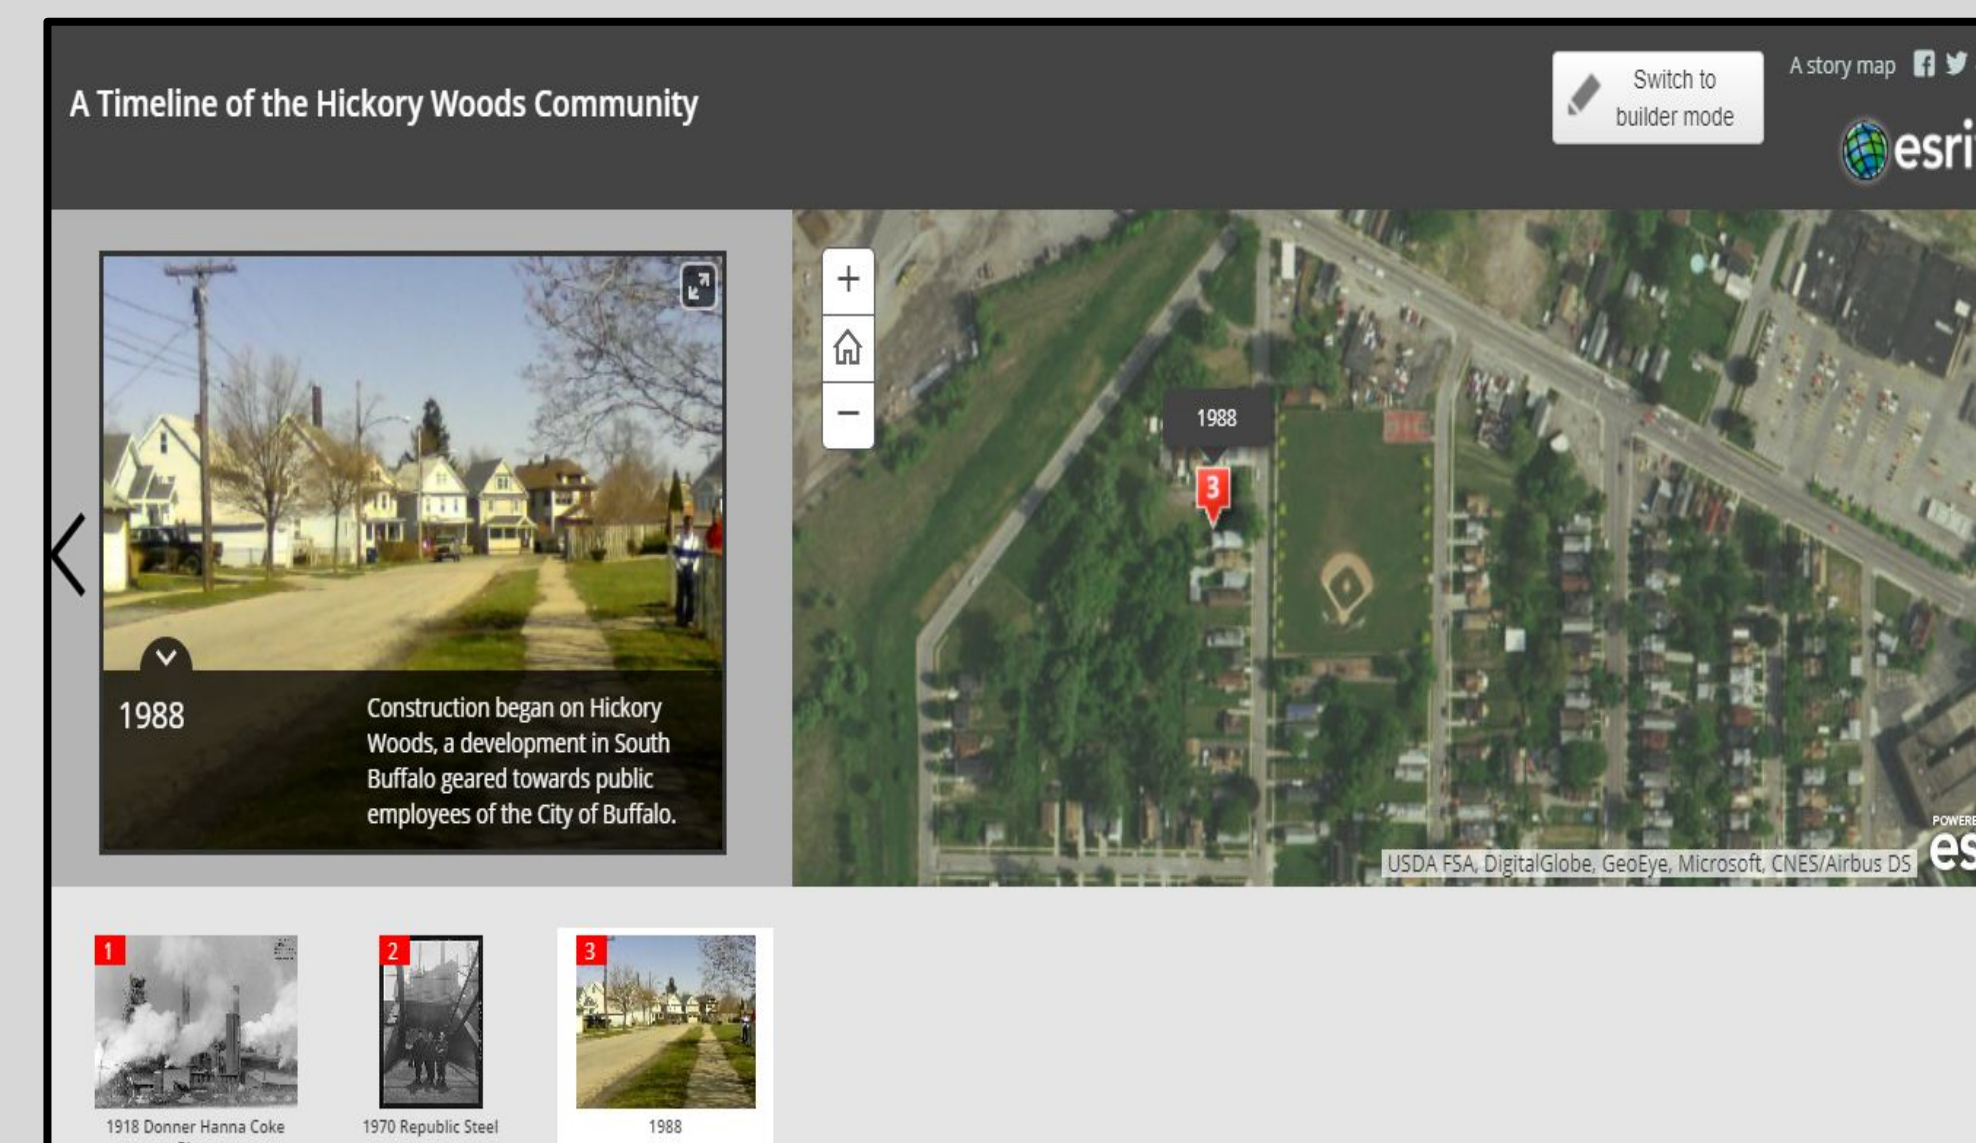 A Timeline of the Hickory Woods Community
Switch to
builder mode
A story map
esri
1988
3
1988
Construction began on Hickory
Woods, a development in South
Buffalo geared towards public
employees of the City of Buffalo.
USDA FSA, DigitalGlobe, GeoEye, Microsoft, CNES/Airbus DS
1
2
3
1918 Donner Hanna Coke
1970 Republic Steel
1988